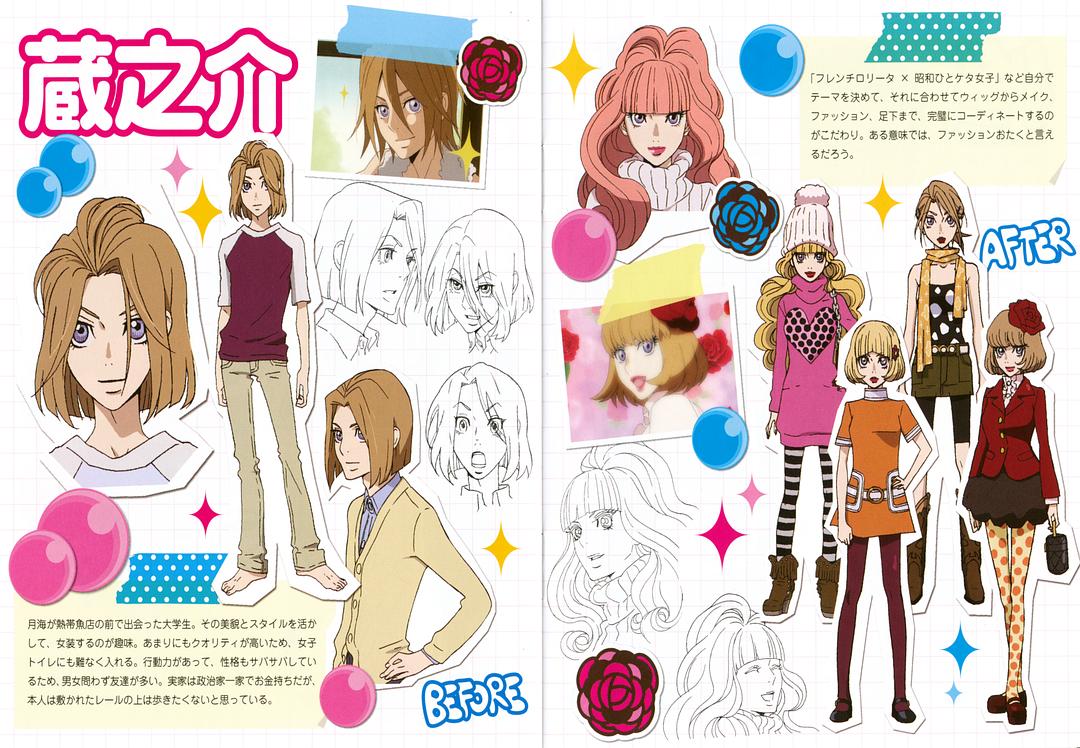 蔵之介
月海が熱帯魚店の前で出会った大学生。その美貌とスタイルを活か
して、女装するのが趣味。あまりにもクオリティが高いため、女子
トイレにも難なく入れる。行動力があって、性格もサバサバしてい
るため、男女問わず友達が多い。実家は政治家一家でお金持ちだが、
本人は敷かれたレールの上は歩きたくないと思っている。
BEFORE
「フレンチロリータ × 昭和ひとケタ女子」など自分で
テーマを決めて、それに合わせてウィッグからメイク、
ファッション、足下まで、完璧にコーディネートするの
がこだわり。ある意味では、ファッションおたくと言え
るだろう。
AFTER